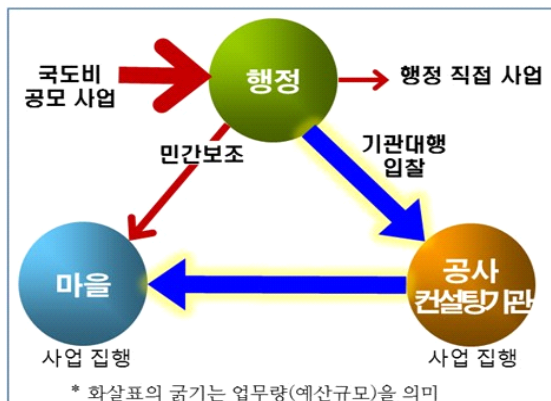 국도비
공모 사업
행정
행정 직접 사업
민간보조
기관대행
입찰
마을
공사
컨설팅기관
사업 집행
사업 집행
* 화살표의 굵기는 업무량(예산규모)을 의미